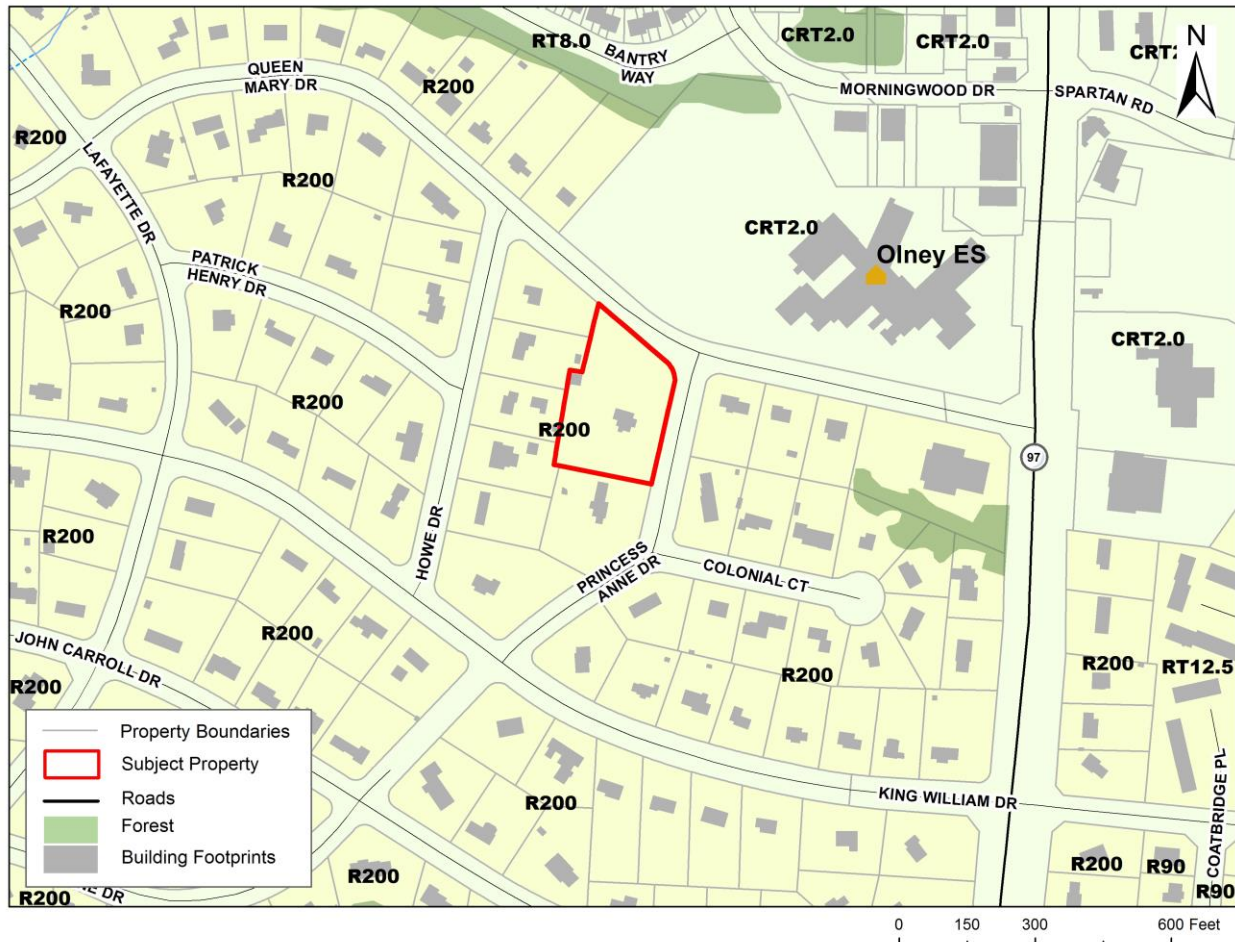 RT8.0
BANTRY
WAY
CRT2.0
CRT2.0
N
QUEEN
MARY DR
R200
MORNINGWOOD DR
SPARTAN RD
R200
LAFAYETTE DR
R200
CRT2.0
Olney ES
PATRICK
HENRY DR
R200
CRT2.0
R200
R200
97
R200
HOWE DR
PRINCESS
ANNE DR
COLONIAL CT
R200
JOHN CARROLL DR
R200
R200
R200
RT12.5
R200
KING WILLIAM DR
COATBRIDGE PL
R200
R90
R200
R200
R90
Property Boundaries
Subject Property
Roads
Forest
Building Footprints
0 150 300 600 Feet